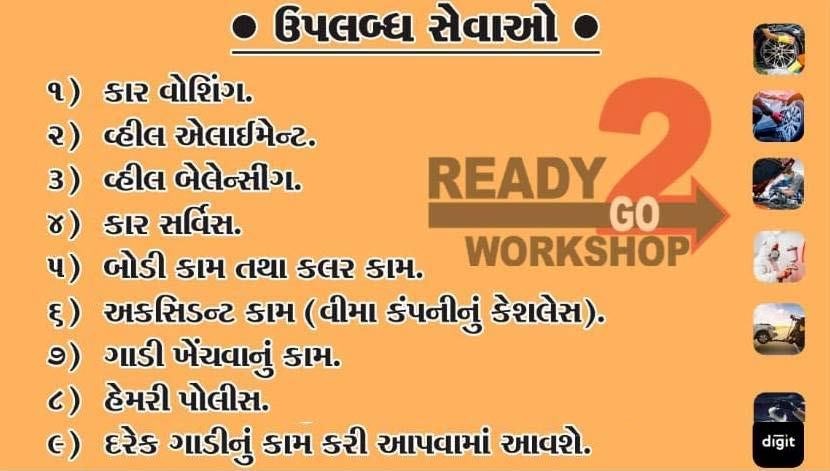 ● ઉપલબ્ધ સેવાઓ ●
૧) કાર વોશિંગ.
૨) વ્હીલ એલાઈમેન્ટ.
૩) વ્હીલ બેલેન્સીગ.
૪) કાર સર્વિસ.
૫) બોડી કામ તથા કલર કામ.
૬) અકસિડન્ટ કામ (વીમા કંપનીનું કેશલેસ).
૭) ગાડી ખેંચવાનું કામ.
૮) હેમરી પોલીસ.
૯) દરેક ગાડીનું કામ કરી આપવામાં આવશે.
READY 2
GO
WORKSHOP
digit